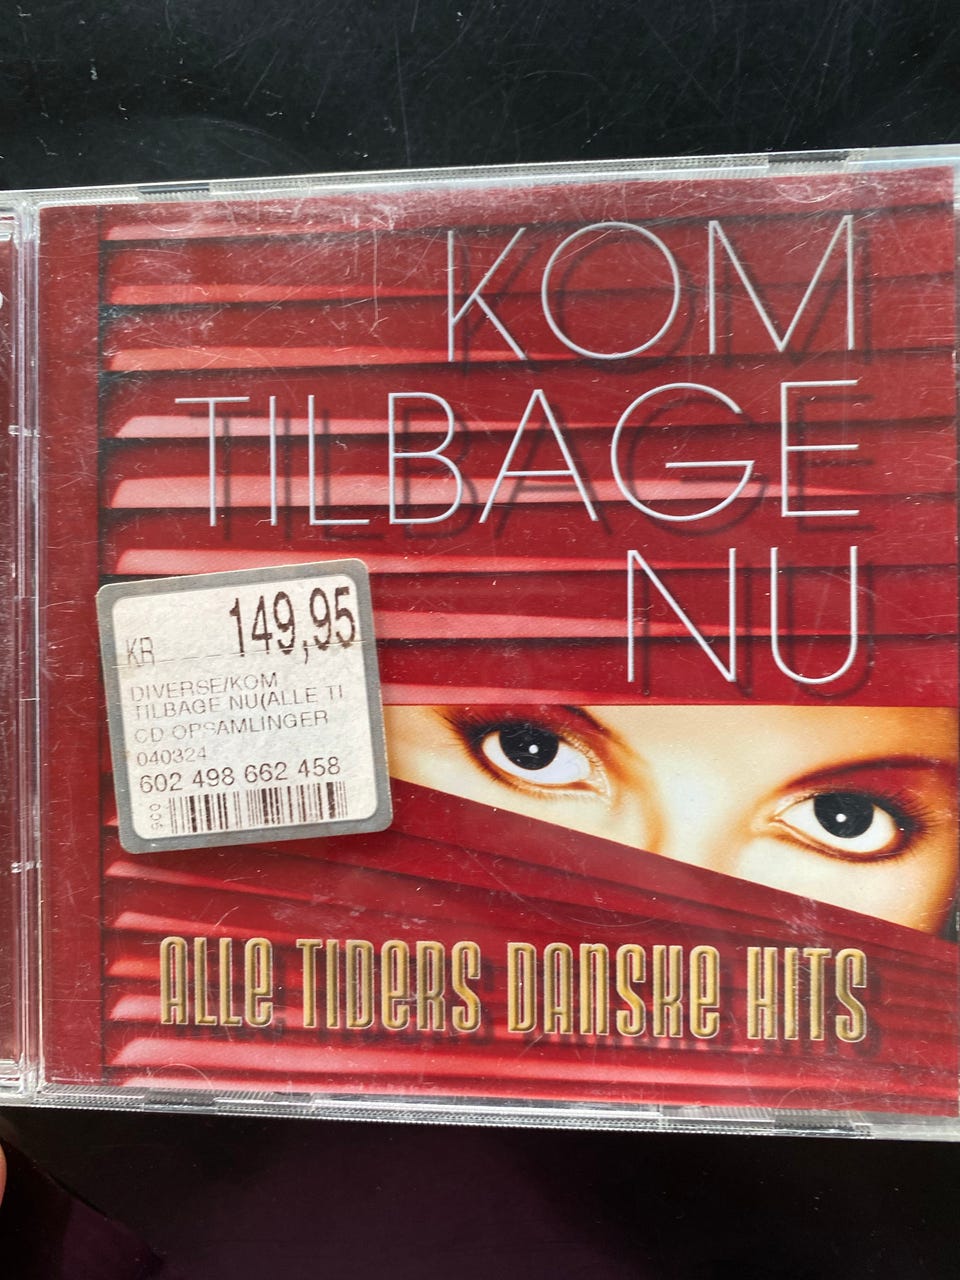 KOM
TILBAGE
NU
KR 149,95
DIVERSE/KOM
TILBAGE NU(ALLE TI
CD OPSAMLINGER
040324
602 498 662 458
006
ALLE TIDERS DANSKE HITS